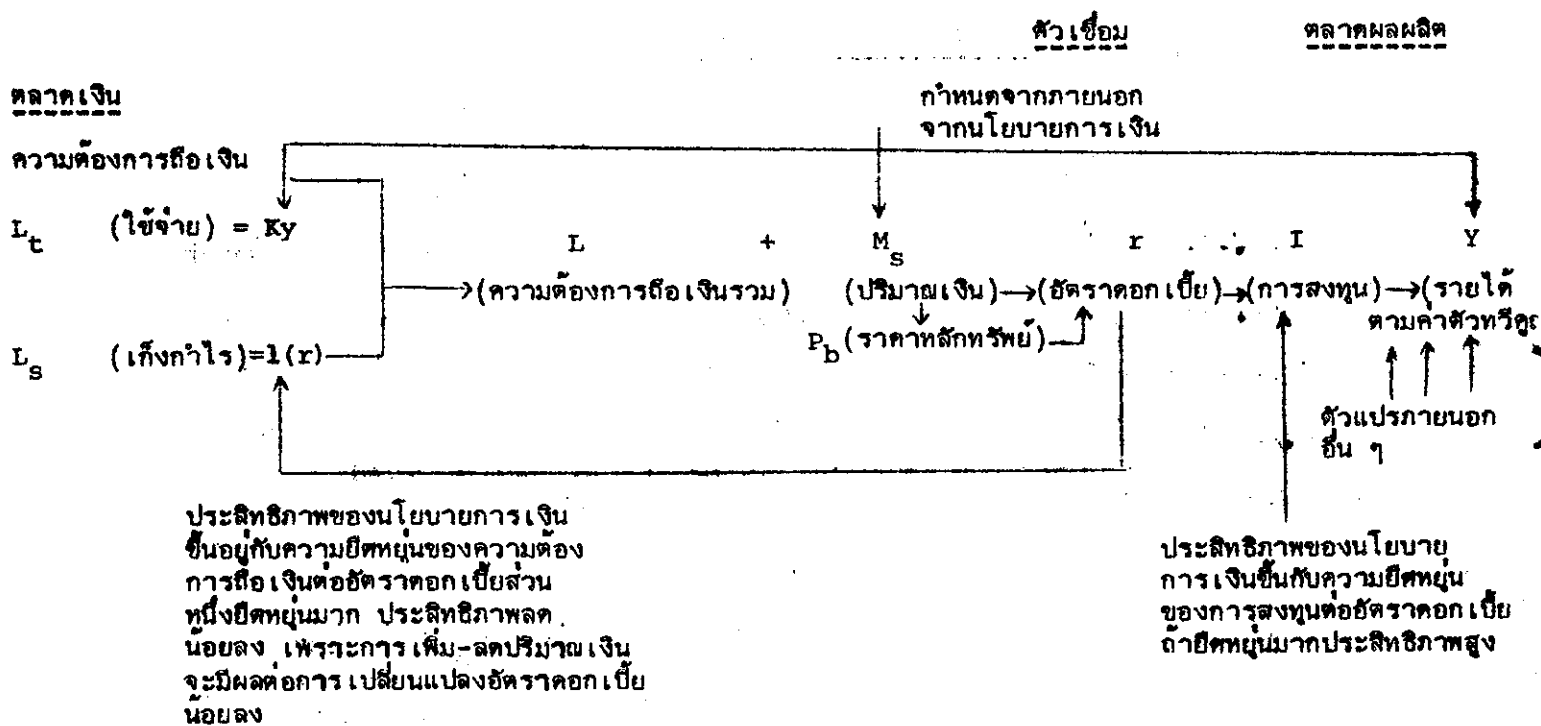 ตัวเชื่อม ตลาดผลผลิต
ตลาดเงิน
กำหนดจากภายนอก
จากนโยบายการเงิน
ความต้องการถือเงิน
L_t (ใช้จ่าย) = Ky
L + M_s r I Y
(ความต้องการถือเงินรวม) (ปริมาณเงิน)→(อัตราดอกเบี้ย)→(การลงทุน)→(รายได้
ตามค่าตัวทวีคูณ
P_b (ราคาหลักทรัพย์)
L_s (เก็งกำไร)=l(r)
ตัวแปรภายนอก
อื่น ๆ
ประสิทธิภาพของนโยบายการเงิน
ขึ้นอยู่กับความยืดหยุ่นของความต้อง
การถือเงินต่ออัตราดอกเบี้ยส่วน
หนึ่งยืดหยุ่นมาก ประสิทธิภาพลด
น้อยลง เพราะการเพิ่ม-ลดปริมาณเงิน
จะมีผลต่อการเปลี่ยนแปลงอัตราดอกเบี้ย
น้อยลง
ประสิทธิภาพของนโยบาย
การเงินขึ้นกับความยืดหยุ่น
ของการลงทุนต่ออัตราดอกเบี้ย
ถ้ายืดหยุ่นมากประสิทธิภาพสูง